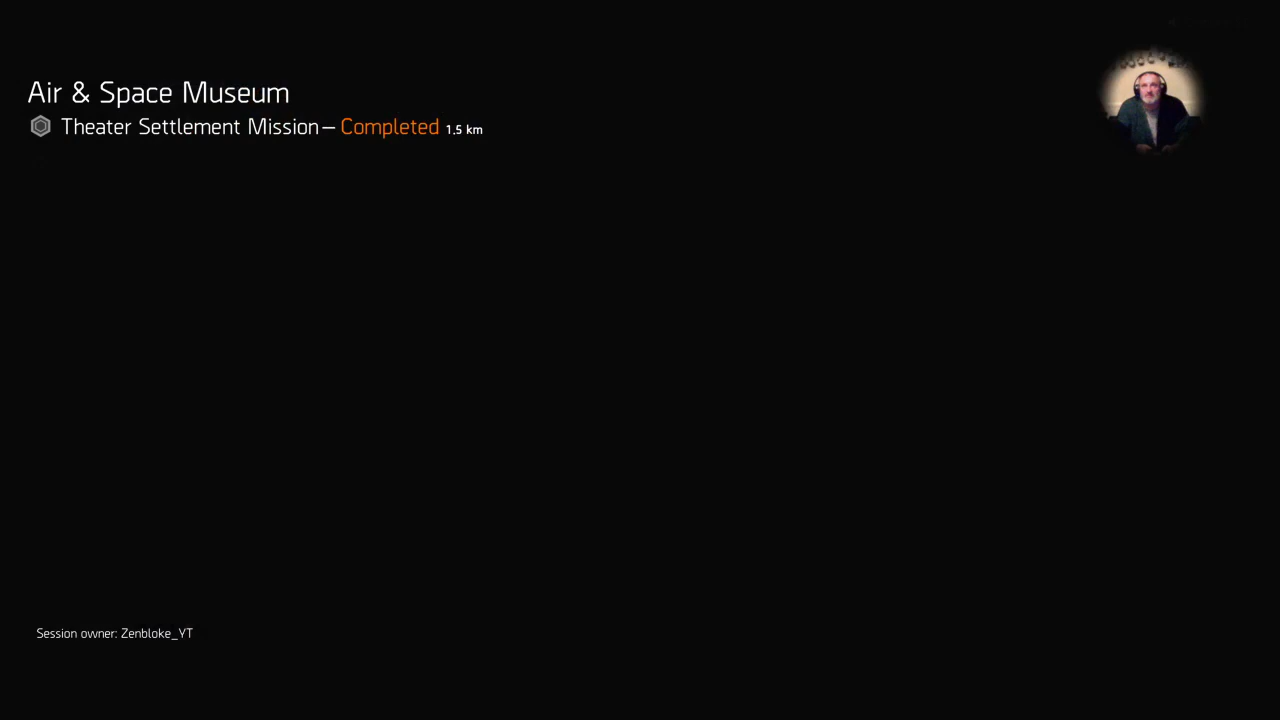 Air & Space Museum
Theater Settlement Mission – Completed 1.5 km
Session owner: Zenbloke_YT